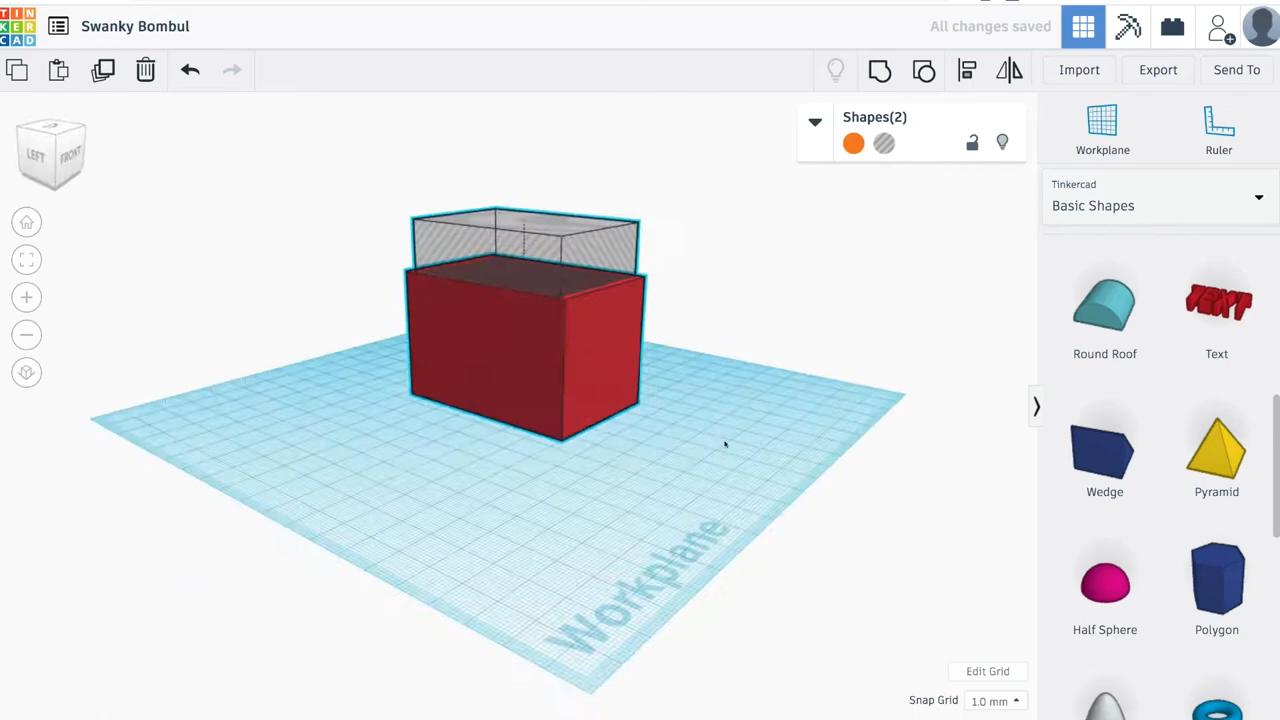 TIN
KER
CAD
Swanky Bombul
All changes saved
Import
Export
Send To
LEFT
FRONT
Shapes(2)
Workplane
Ruler
Tinkercad
Basic Shapes
Round Roof
TEXT
Text
Wedge
Pyramid
Half Sphere
Polygon
Workplane
Edit Grid
Snap Grid
1.0 mm